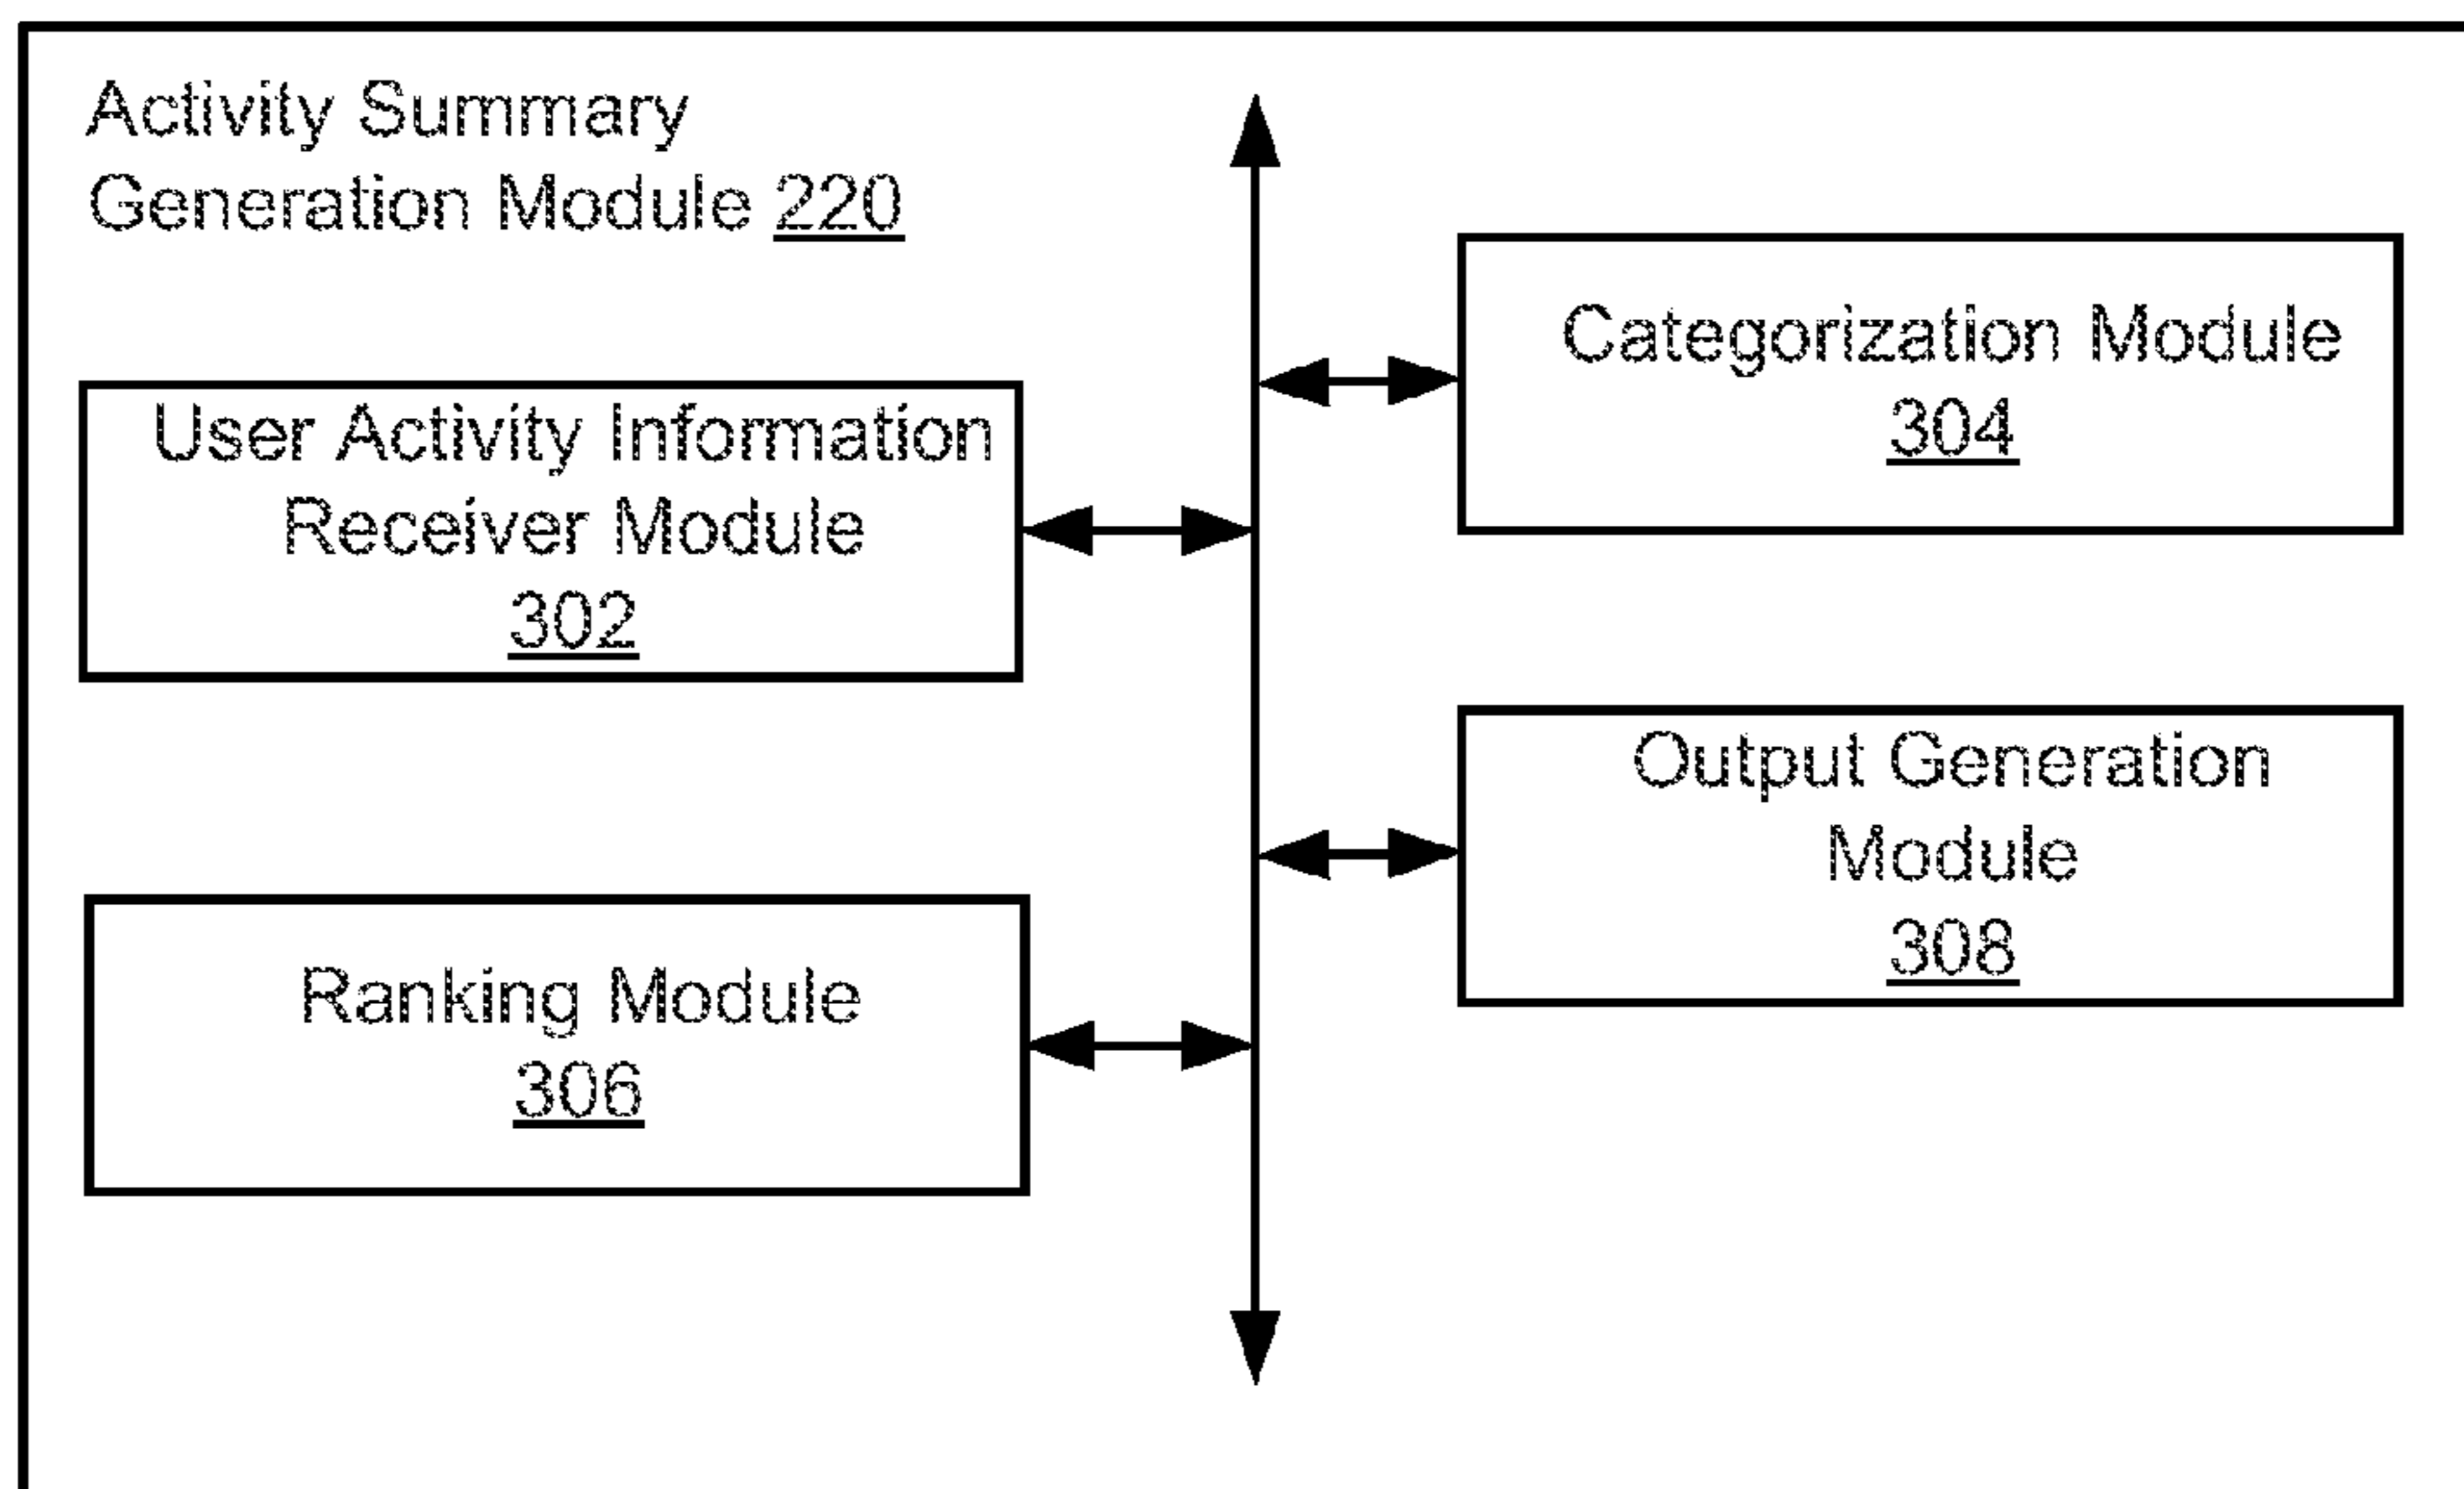 Activity Summary
Generation Module 220
Categorization Module
304
User Activity Information
Receiver Module
302
Output Generation
Module
308
Ranking Module
306